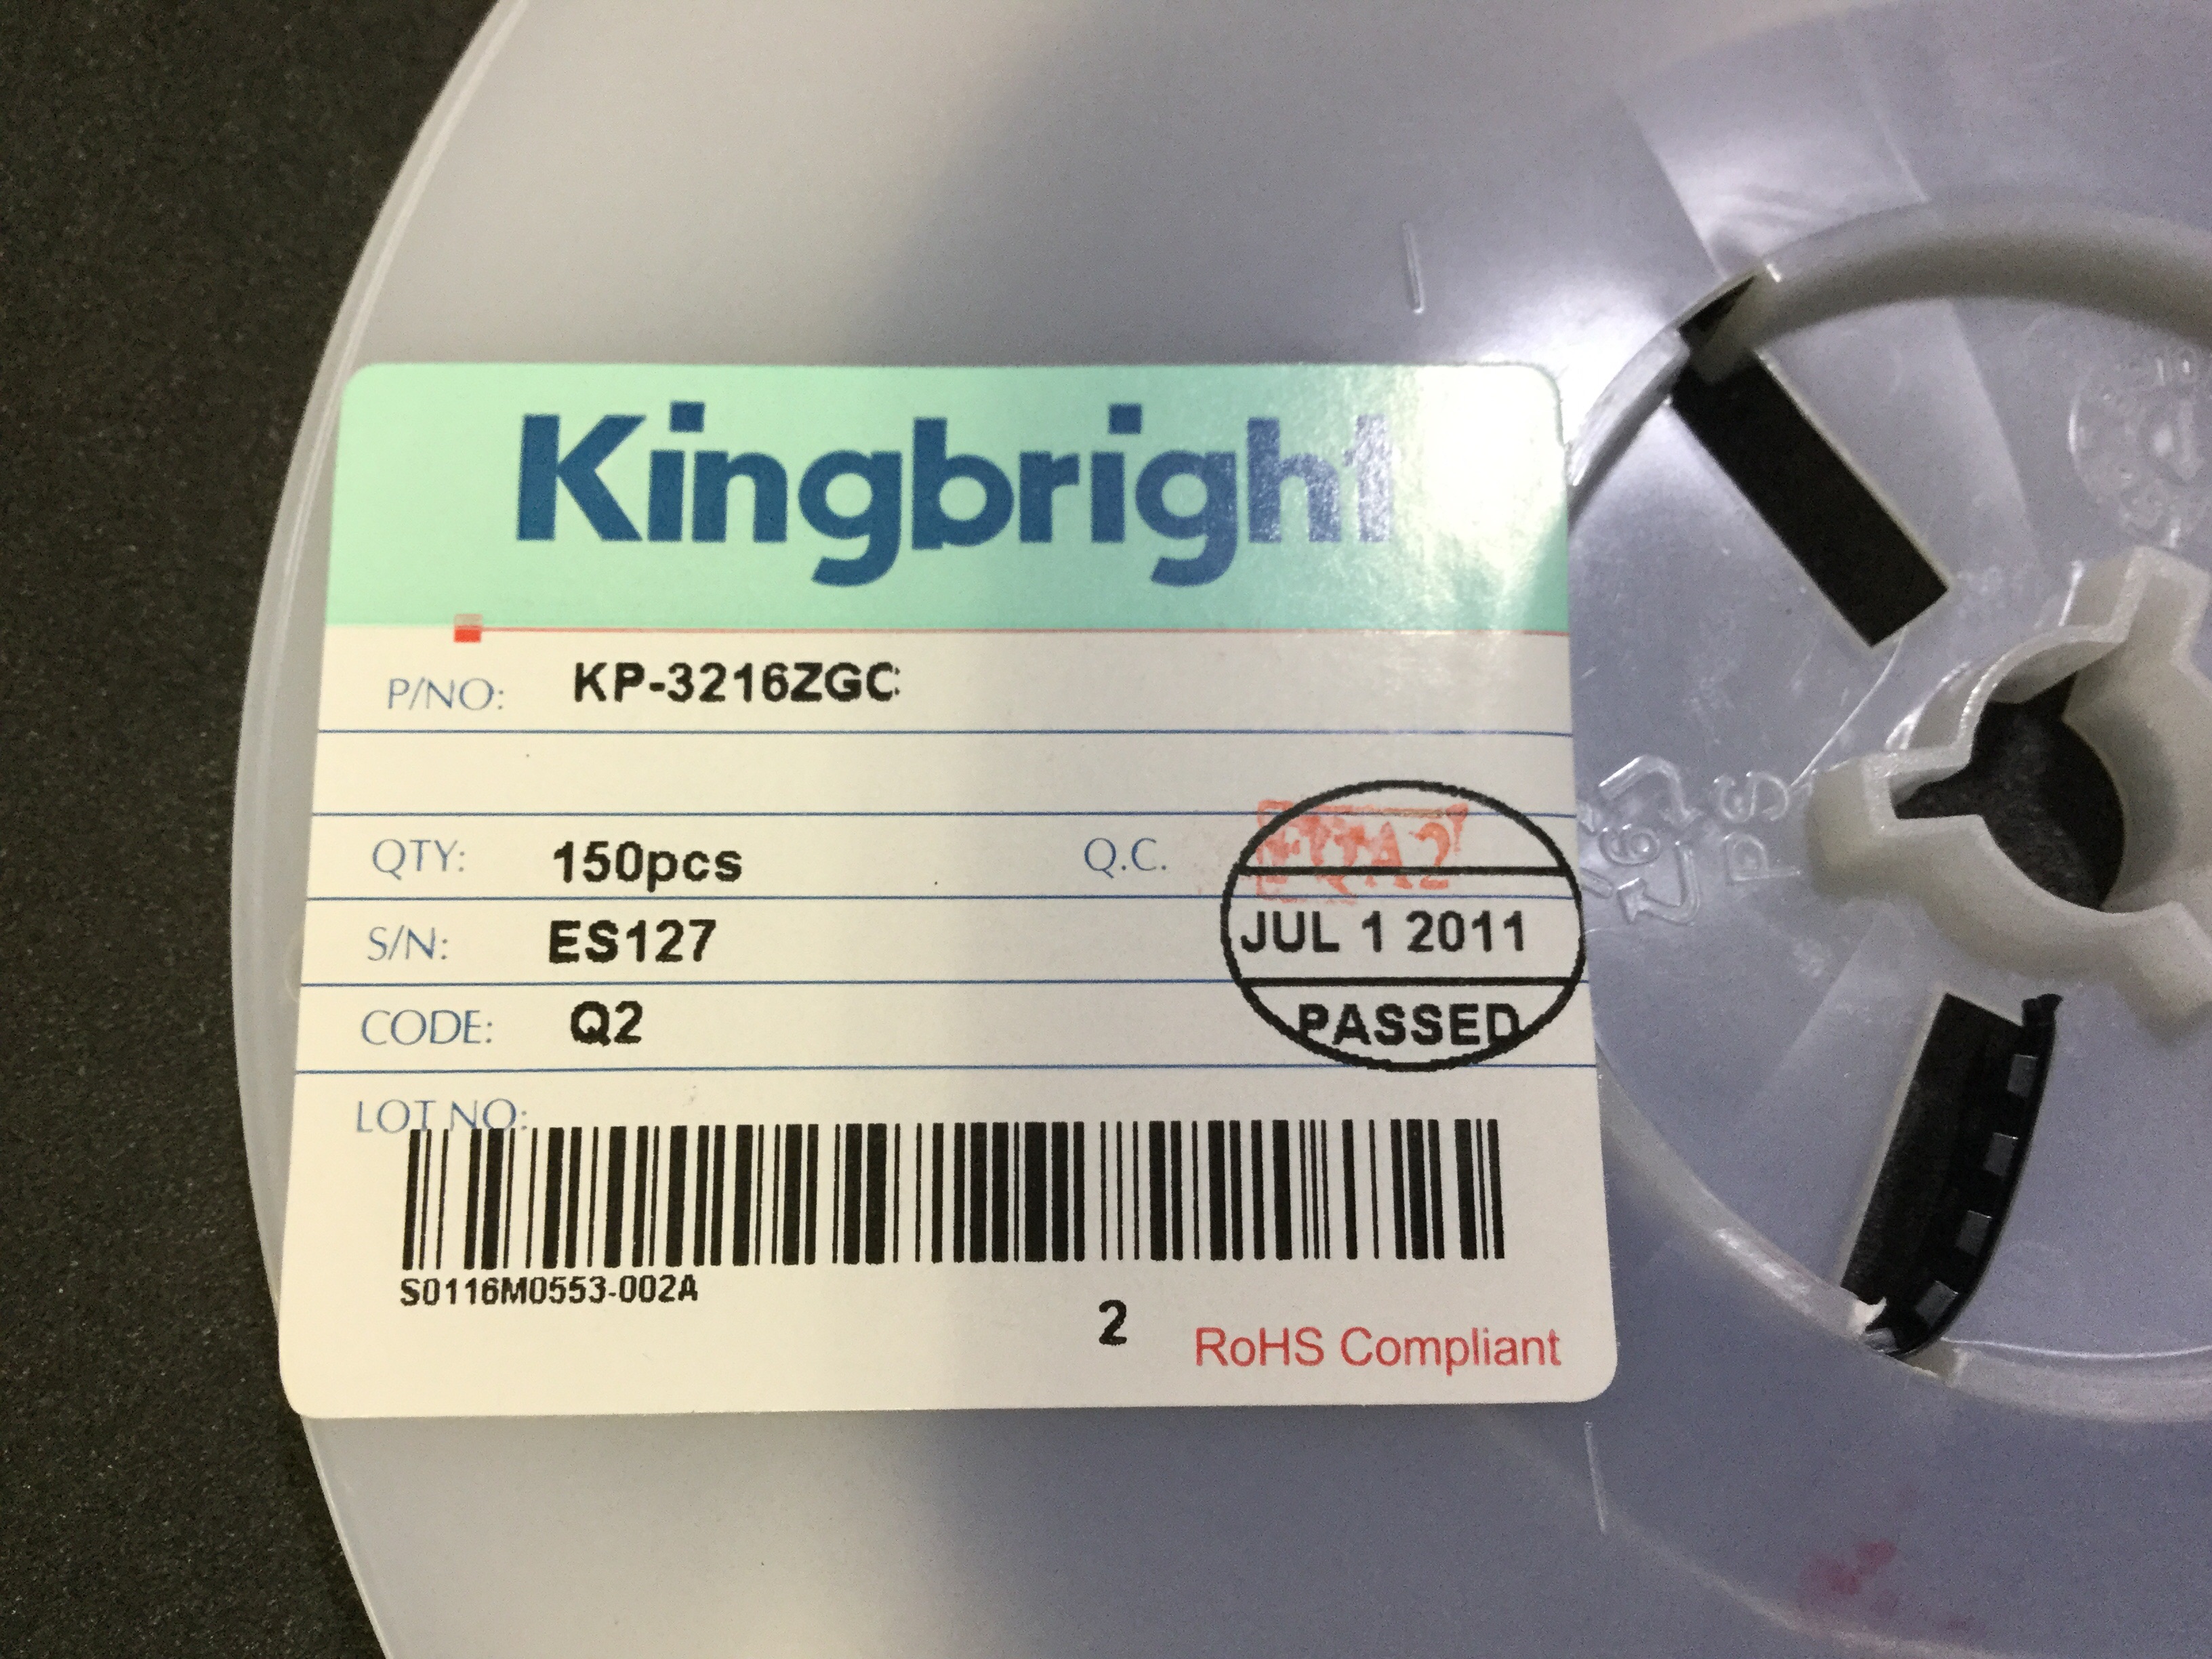 Kingbright
P/NO: KP-3216ZGC
QTY: 150pcs Q.C.
S/N: ES127 JUL 1 2011
CODE: Q2 PASSED
LOT NO:
S0116M0553-002A
2
RoHS Compliant
PS